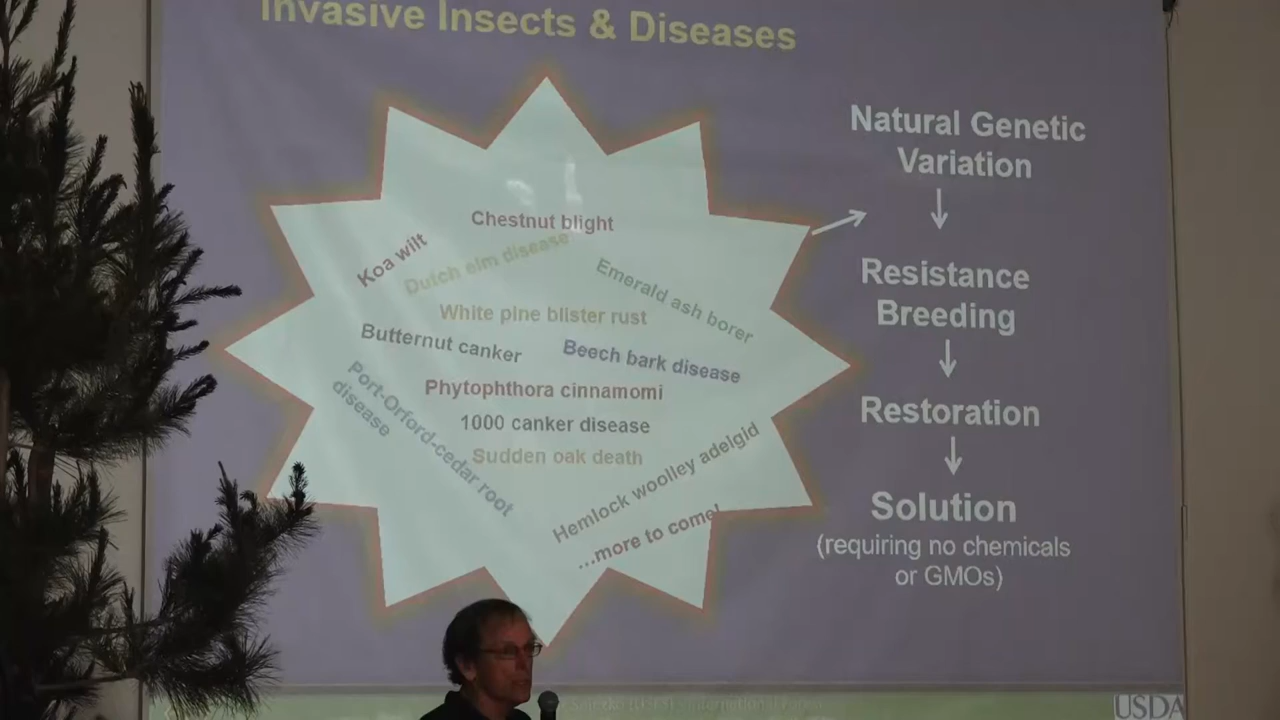 Invasive Insects & Diseases
Chestnut blight
Koa wilt
Dutch elm disease
Emerald ash borer
White pine blister rust
Butternut canker
Beech bark disease
Phytophthora cinnamomi
Port-Orford-cedar root
disease
1000 canker disease
Sudden oak death
Hemlock woolley adelgid
...more to come!
Natural Genetic
Variation
Resistance
Breeding
Restoration
Solution
(requiring no chemicals
or GMOs)
USDA